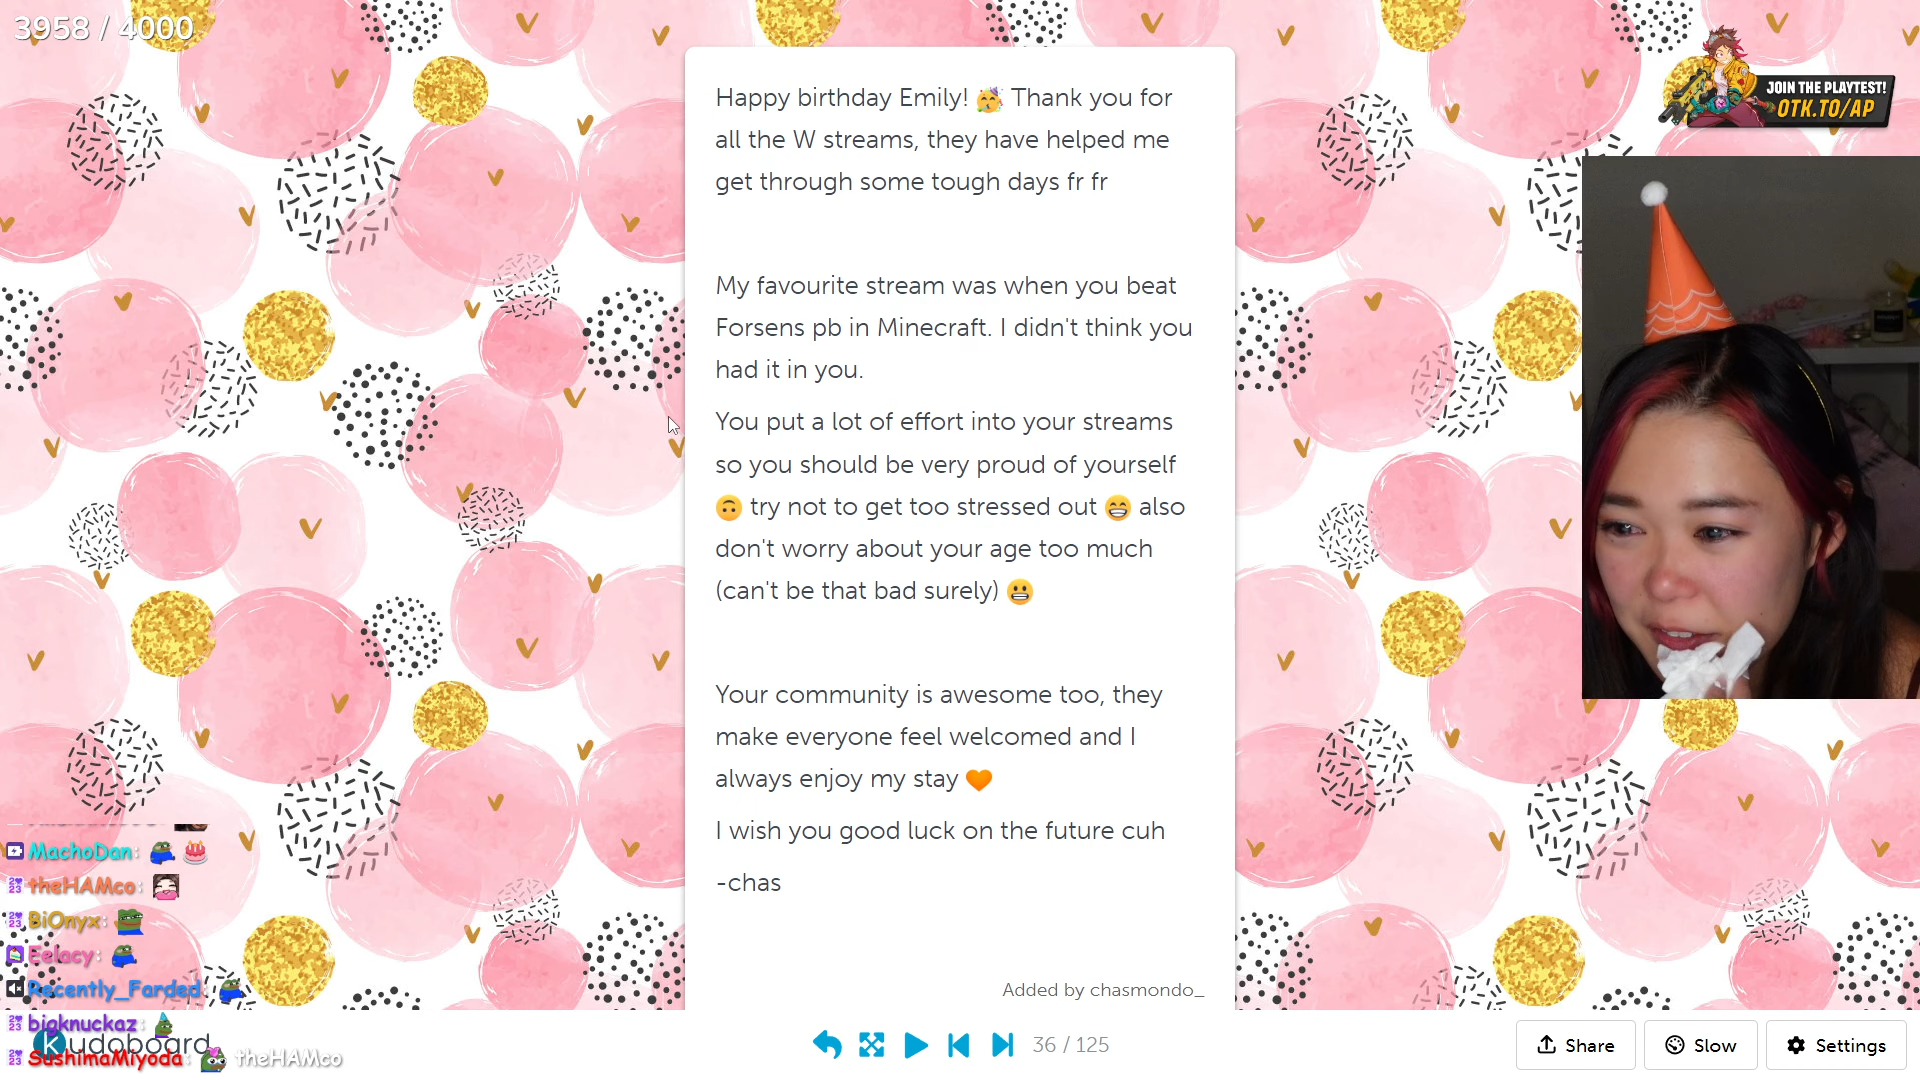 3958 / 4000
JOIN THE PLAYTEST!
OTK.TO/AP
Happy birthday Emily! 🥳 Thank you for
all the W streams, they have helped me
get through some tough days fr fr
My favourite stream was when you beat
Forsens pb in Minecraft. I didn't think you
had it in you.
You put a lot of effort into your streams
so you should be very proud of yourself
🙃 try not to get too stressed out 😁 also
don't worry about your age too much
(can't be that bad surely) 😬
Your community is awesome too, they
make everyone feel welcomed and I
always enjoy my stay 🧡
I wish you good luck on the future cuh
-chas
Added by chasmondo_
MachoDan: 🎂
theHAMco:
BiOnyx:
Eelacy:
Recently_Farded:
bigknuckaz:
SushimaMiyoda: theHAMco
kudoboard
36 / 125
Share
Slow
Settings